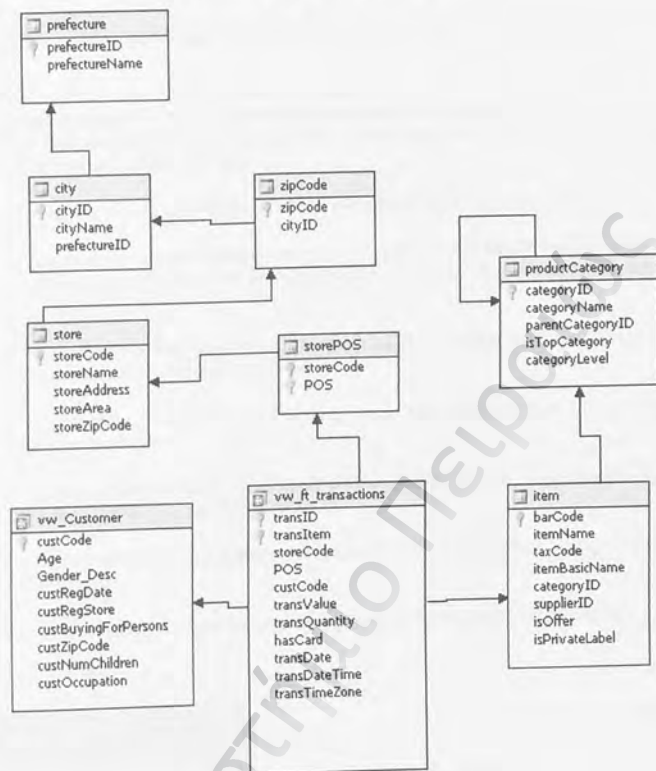 prefecture
prefectureID
prefectureName
city
cityID
cityName
prefectureID
zipCode
zipCode
cityID
productCategory
categoryID
categoryName
parentCategoryID
isTopCategory
categoryLevel
store
storeCode
storeName
storeAddress
storeArea
storeZipCode
storePOS
storeCode
POS
vw_Customer
custCode
Age
Gender_Desc
custRegDate
custRegStore
custBuyingForPersons
custZipCode
custNumChildren
custOccupation
vw_ft_transactions
transID
transItem
storeCode
POS
custCode
transValue
transQuantity
hasCard
transDate
transDateTime
transTimeZone
item
barCode
itemName
taxCode
itemBasicName
categoryID
supplierID
isOffer
isPrivateLabel
Πειραιώς